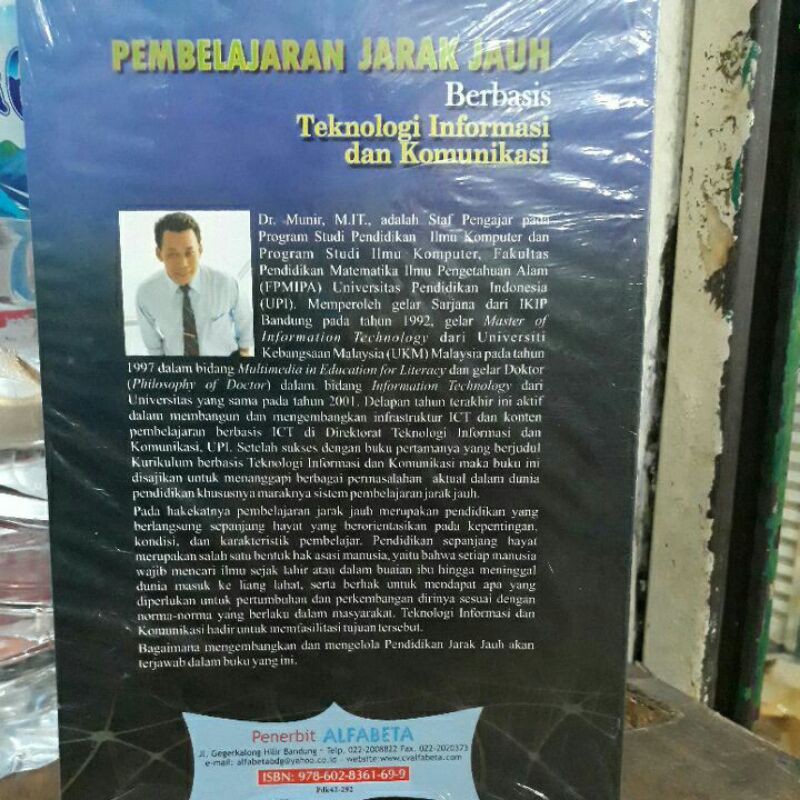 PEMBELAJARAN JARAK JAUH
Berbasis
Teknologi Informasi
dan Komunikasi
Dr. Munir, M.IT., adalah Staf Pengajar pada
Program Studi Pendidikan Ilmu Komputer dan
Program Studi Ilmu Komputer, Fakultas
Pendidikan Matematika Ilmu Pengetahuan Alam
(FPMIPA) Universitas Pendidikan Indonesia
(UPI). Memperoleh gelar Sarjana dari IKIP
Bandung pada tahun 1992, gelar Master of
Information Technology dari Universiti
Kebangsaan Malaysia (UKM) Malaysia pada tahun
1997 dalam bidang Multimedia in Education for Literacy dan gelar Doktor
(Philosophy of Doctor) dalam bidang Information Technology dari
Universitas yang sama pada tahun 2001. Delapan tahun terakhir ini aktif
dalam membangun dan mengembangkan infrastruktur ICT dan konten
pembelajaran berbasis ICT di Direktorat Teknologi Informasi dan
Komunikasi, UPI. Setelah sukses dengan buku pertamanya yang berjudul
Kurikulum berbasis Teknologi Informasi dan Komunikasi maka buku ini
disajikan untuk menanggapi berbagai permasalahan aktual dalam dunia
pendidikan khususnya maraknya sistem pembelajaran jarak jauh.
Pada hakekatnya pembelajaran jarak jauh merupakan pendidikan yang
berlangsung sepanjang hayat yang berorientasikan pada kepentingan,
kondisi, dan karakteristik pembelajar. Pendidikan sepanjang hayat
merupakan salah satu bentuk hak asasi manusia, yaitu bahwa setiap manusia
wajib mencari ilmu sejak lahir atau dalam buaian ibu hingga meninggal
dunia masuk ke liang lahat, serta berhak untuk mendapat apa yang
diperlukan untuk pertumbuhan dan perkembangan dirinya sesuai dengan
norma-norma yang berlaku dalam masyarakat. Teknologi Informasi dan
Komunikasi hadir untuk memfasilitasi tujuan tersebut.
Bagaimana mengembangkan dan mengelola Pendidikan Jarak Jauh akan
terjawab dalam buku yang ini.
Penerbit ALFABETA
Jl. Gegerkalong Hilir Bandung - Telp. 022-2008822 Fax. 022-2020373
e-mail: alfabetabdg@yahoo.co.id - website:www.cvalfabeta.com
ISBN: 978-602-8361-69-9
Pdk41-292